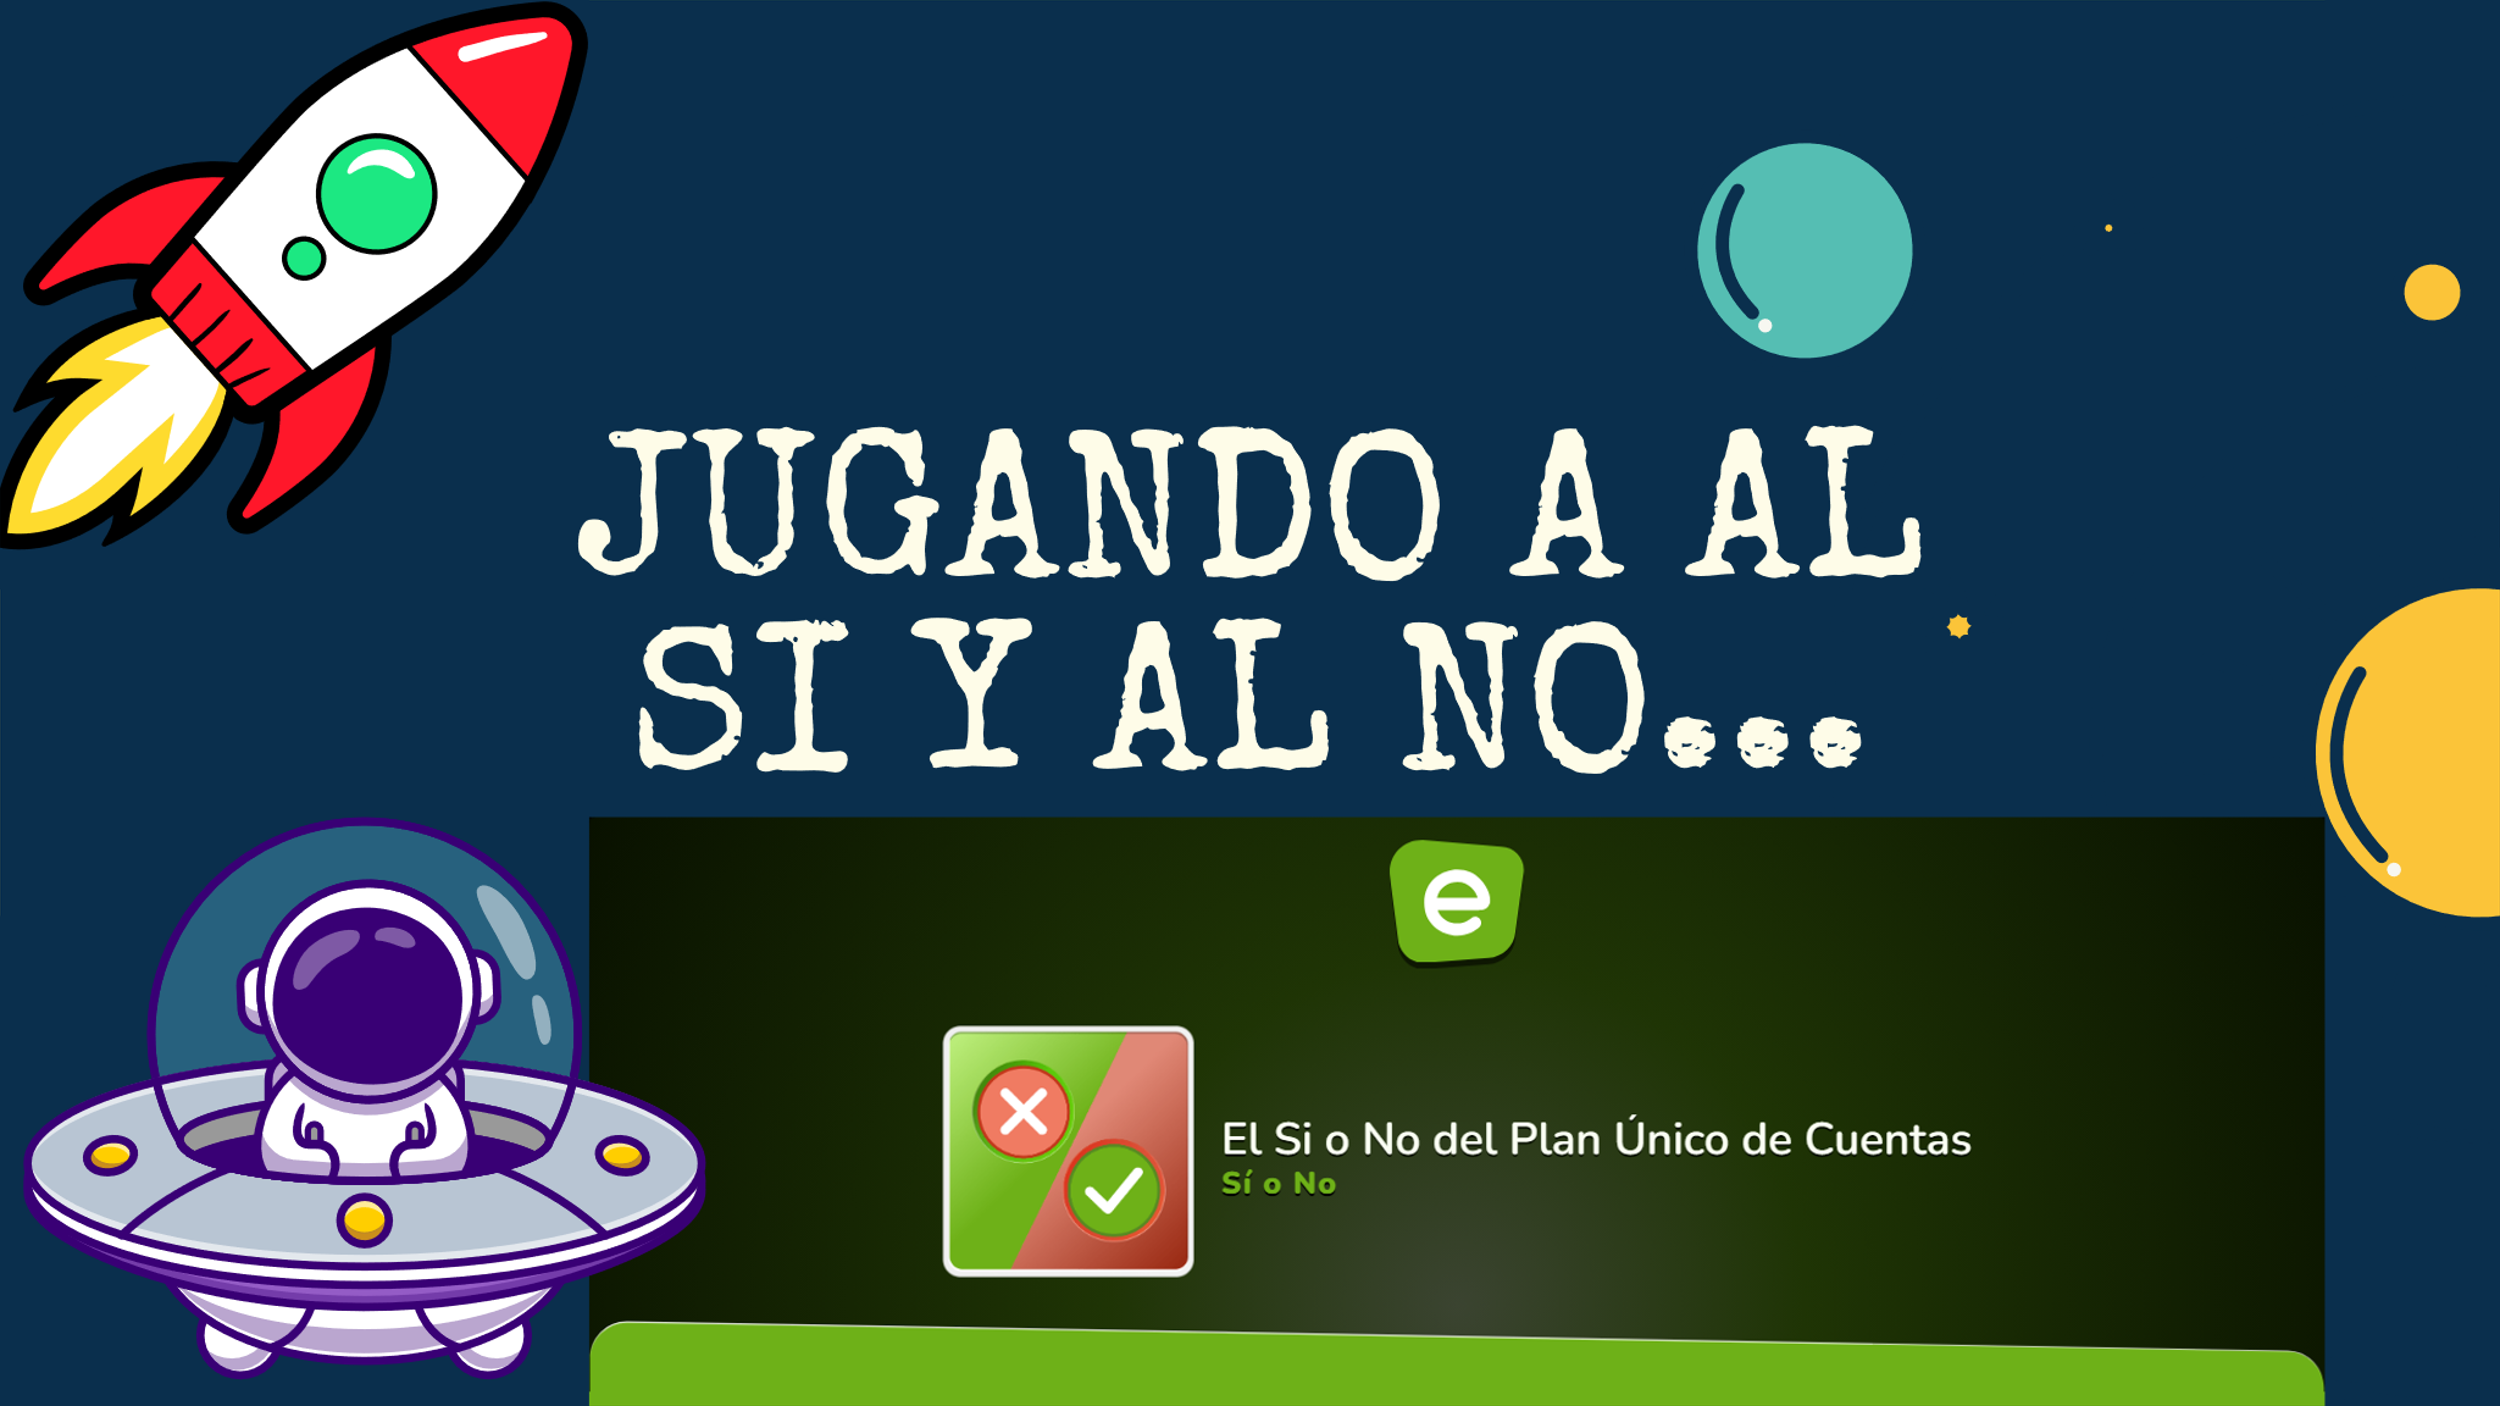 JUGANDO A AL
SI Y AL NO...
e
El Si o No del Plan Único de Cuentas
Sí o No